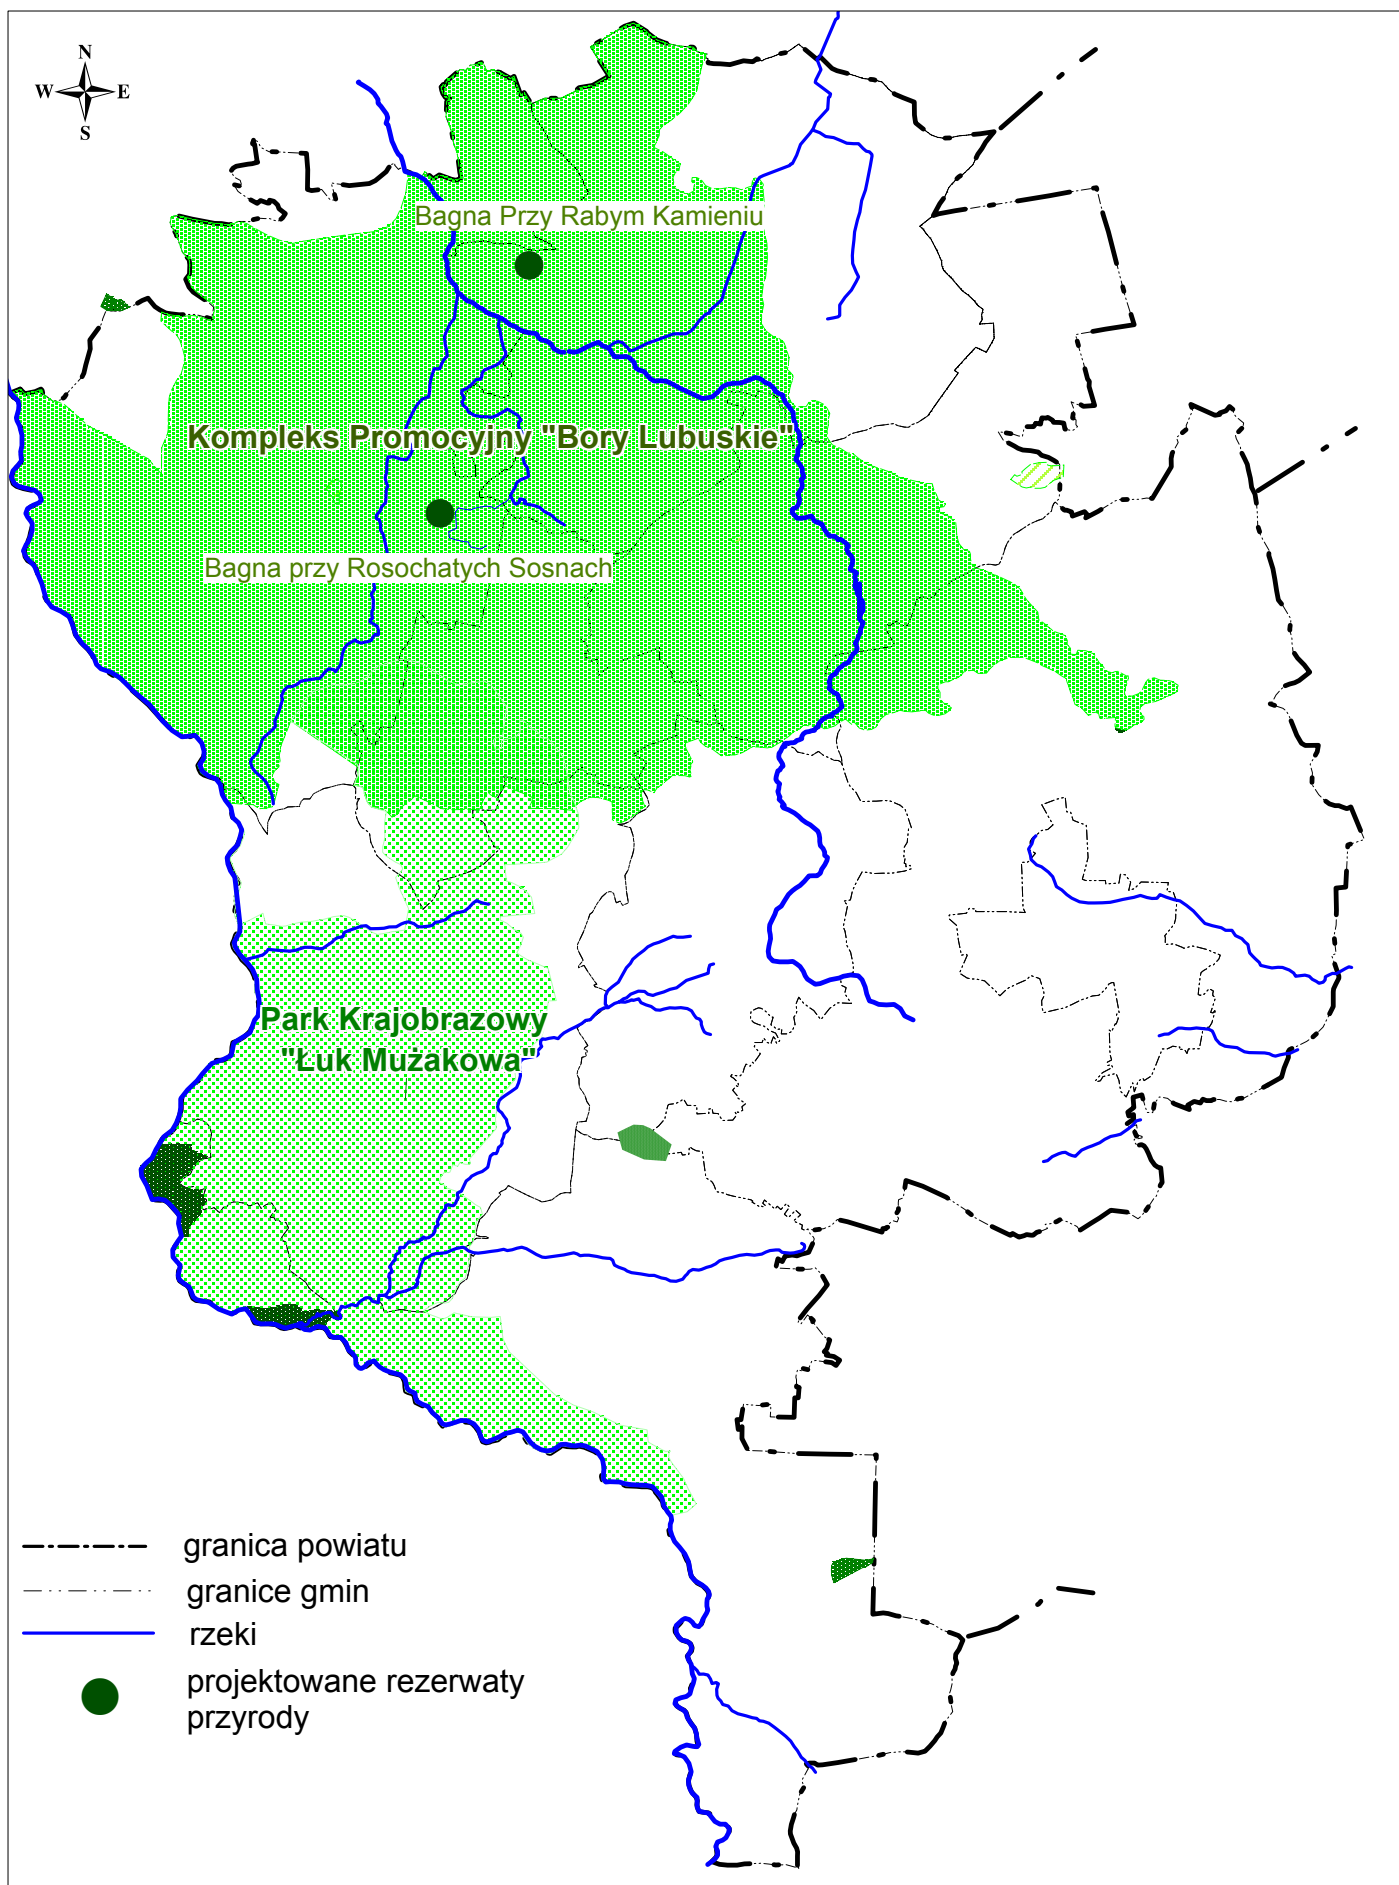 N
W E
S
Bagna Przy Rabym Kamieniu
Kompleks Promocyjny "Bory Lubuskie"
Bagna przy Rosochatych Sosnach
Park Krajobrazowy
"Łuk Mużakowa"
granica powiatu
granice gmin
rzeki
projektowane rezerwaty
przyrody